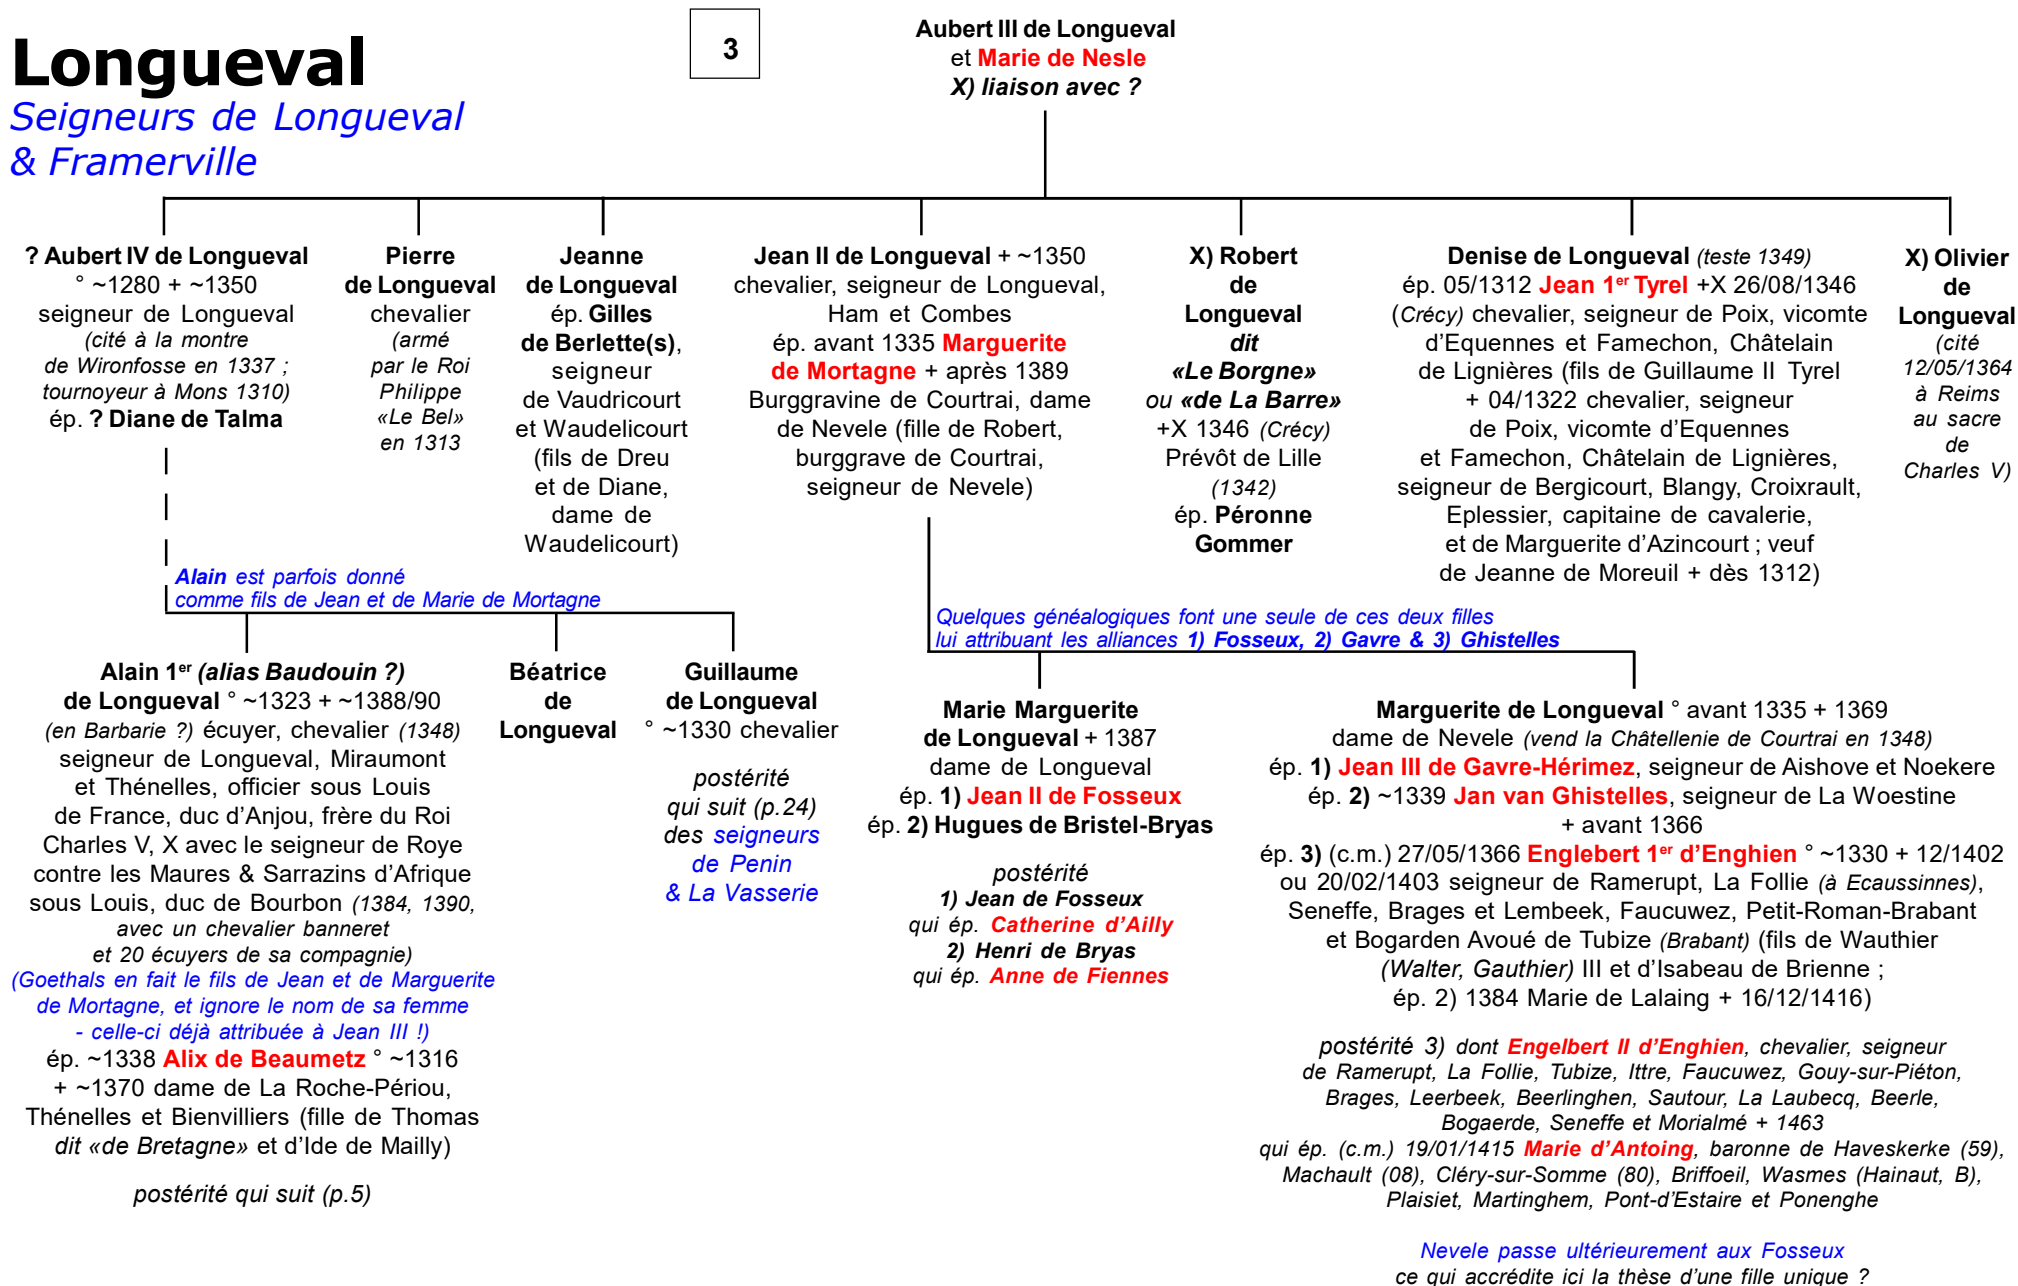 Longueval
Seigneurs de Longueval
& Framerville
3
Aubert III de Longueval
et Marie de Nesle
X) liaison avec ?
? Aubert IV de Longueval
° ~1280 + ~1350
seigneur de Longueval
(cité à la montre
de Wironfosse en 1337 ;
tournoyeur à Mons 1310)
ép. ? Diane de Talma
Pierre
de Longueval
chevalier
(armé
par le Roi
Philippe
«Le Bel»
en 1313
Jeanne
de Longueval
ép. Gilles
de Berlette(s),
seigneur
de Vaudricourt
et Waudelicourt
(fils de Dreu
et de Diane,
dame de
Waudelicourt)
Jean II de Longueval + ~1350
chevalier, seigneur de Longueval,
Ham et Combes
ép. avant 1335 Marguerite
de Mortagne + après 1389
Burggravine de Courtrai, dame
de Nevele (fille de Robert,
burggrave de Courtrai,
seigneur de Nevele)
X) Robert
de
Longueval
dit
«Le Borgne»
ou «de La Barre»
+X 1346 (Crécy)
Prévôt de Lille
(1342)
ép. Péronne
Gommer
Denise de Longueval (teste 1349)
ép. 05/1312 Jean 1er Tyrel +X 26/08/1346
(Crécy) chevalier, seigneur de Poix, vicomte
d'Equennes et Famechon, Châtelain
de Lignières (fils de Guillaume II Tyrel
+ 04/1322 chevalier, seigneur
de Poix, vicomte d'Equennes
et Famechon, Châtelain de Lignières,
seigneur de Bergicourt, Blangy, Croixrault,
Eplessier, capitaine de cavalerie,
et de Marguerite d'Azincourt ; veuf
de Jeanne de Moreuil + dès 1312)
X) Olivier
de
Longueval
(cité
12/05/1364
à Reims
au sacre
de
Charles V)
Alain est parfois donné
comme fils de Jean et de Marie de Mortagne
Quelques généalogiques font une seule de ces deux filles
lui attribuant les alliances 1) Fosseux, 2) Gavre & 3) Ghistelles
Alain 1er (alias Baudouin ?)
de Longueval ° ~1323 + ~1388/90
(en Barbarie ?) écuyer, chevalier (1348)
seigneur de Longueval, Miraumont
et Thénelles, officier sous Louis
de France, duc d'Anjou, frère du Roi
Charles V, X avec le seigneur de Roye
contre les Maures & Sarrazins d'Afrique
sous Louis, duc de Bourbon (1384, 1390,
avec un chevalier banneret
et 20 écuyers de sa compagnie)
(Goethals en fait le fils de Jean et de Marguerite
de Mortagne, et ignore le nom de sa femme
- celle-ci déjà attribuée à Jean III !)
ép. ~1338 Alix de Beaumetz ° ~1316
+ ~1370 dame de La Roche-Périou,
Thénelles et Bienvilliers (fille de Thomas
dit «de Bretagne» et d'Ide de Mailly)
postérité qui suit (p.5)
Béatrice
de
Longueval
Guillaume
de Longueval
° ~1330 chevalier
postérité
qui suit (p.24)
des seigneurs
de Penin
& La Vasserie
Marie Marguerite
de Longueval + 1387
dame de Longueval
ép. 1) Jean II de Fosseux
ép. 2) Hugues de Bristel-Bryas
postérité
1) Jean de Fosseux
qui ép. Catherine d'Ailly
2) Henri de Bryas
qui ép. Anne de Fiennes
Marguerite de Longueval ° avant 1335 + 1369
dame de Nevele (vend la Châtellenie de Courtrai en 1348)
ép. 1) Jean III de Gavre-Hérimez, seigneur de Aishove et Noekere
ép. 2) ~1339 Jan van Ghistelles, seigneur de La Woestine
+ avant 1366
ép. 3) (c.m.) 27/05/1366 Englebert 1er d'Enghien ° ~1330 + 12/1402
ou 20/02/1403 seigneur de Ramerupt, La Follie (à Ecaussinnes),
Seneffe, Brages et Lembeek, Faucuwez, Petit-Roman-Brabant
et Bogarden Avoué de Tubize (Brabant) (fils de Wauthier
(Walter, Gauthier) III et d'Isabeau de Brienne ;
ép. 2) 1384 Marie de Lalaing + 16/12/1416)
postérité 3) dont Engelbert II d'Enghien, chevalier, seigneur
de Ramerupt, La Follie, Tubize, Ittre, Faucuwez, Gouy-sur-Piéton,
Brages, Leerbeek, Beerlinghen, Sautour, La Laubecq, Beerle,
Bogaerde, Seneffe et Morialmé + 1463
qui ép. (c.m.) 19/01/1415 Marie d'Antoing, baronne de Haveskerke (59),
Machault (08), Cléry-sur-Somme (80), Briffoeil, Wasmes (Hainaut, B),
Plaisiet, Martinghem, Pont-d'Estaire et Ponenghe
Nevele passe ultérieurement aux Fosseux
ce qui accrédite ici la thèse d'une fille unique ?